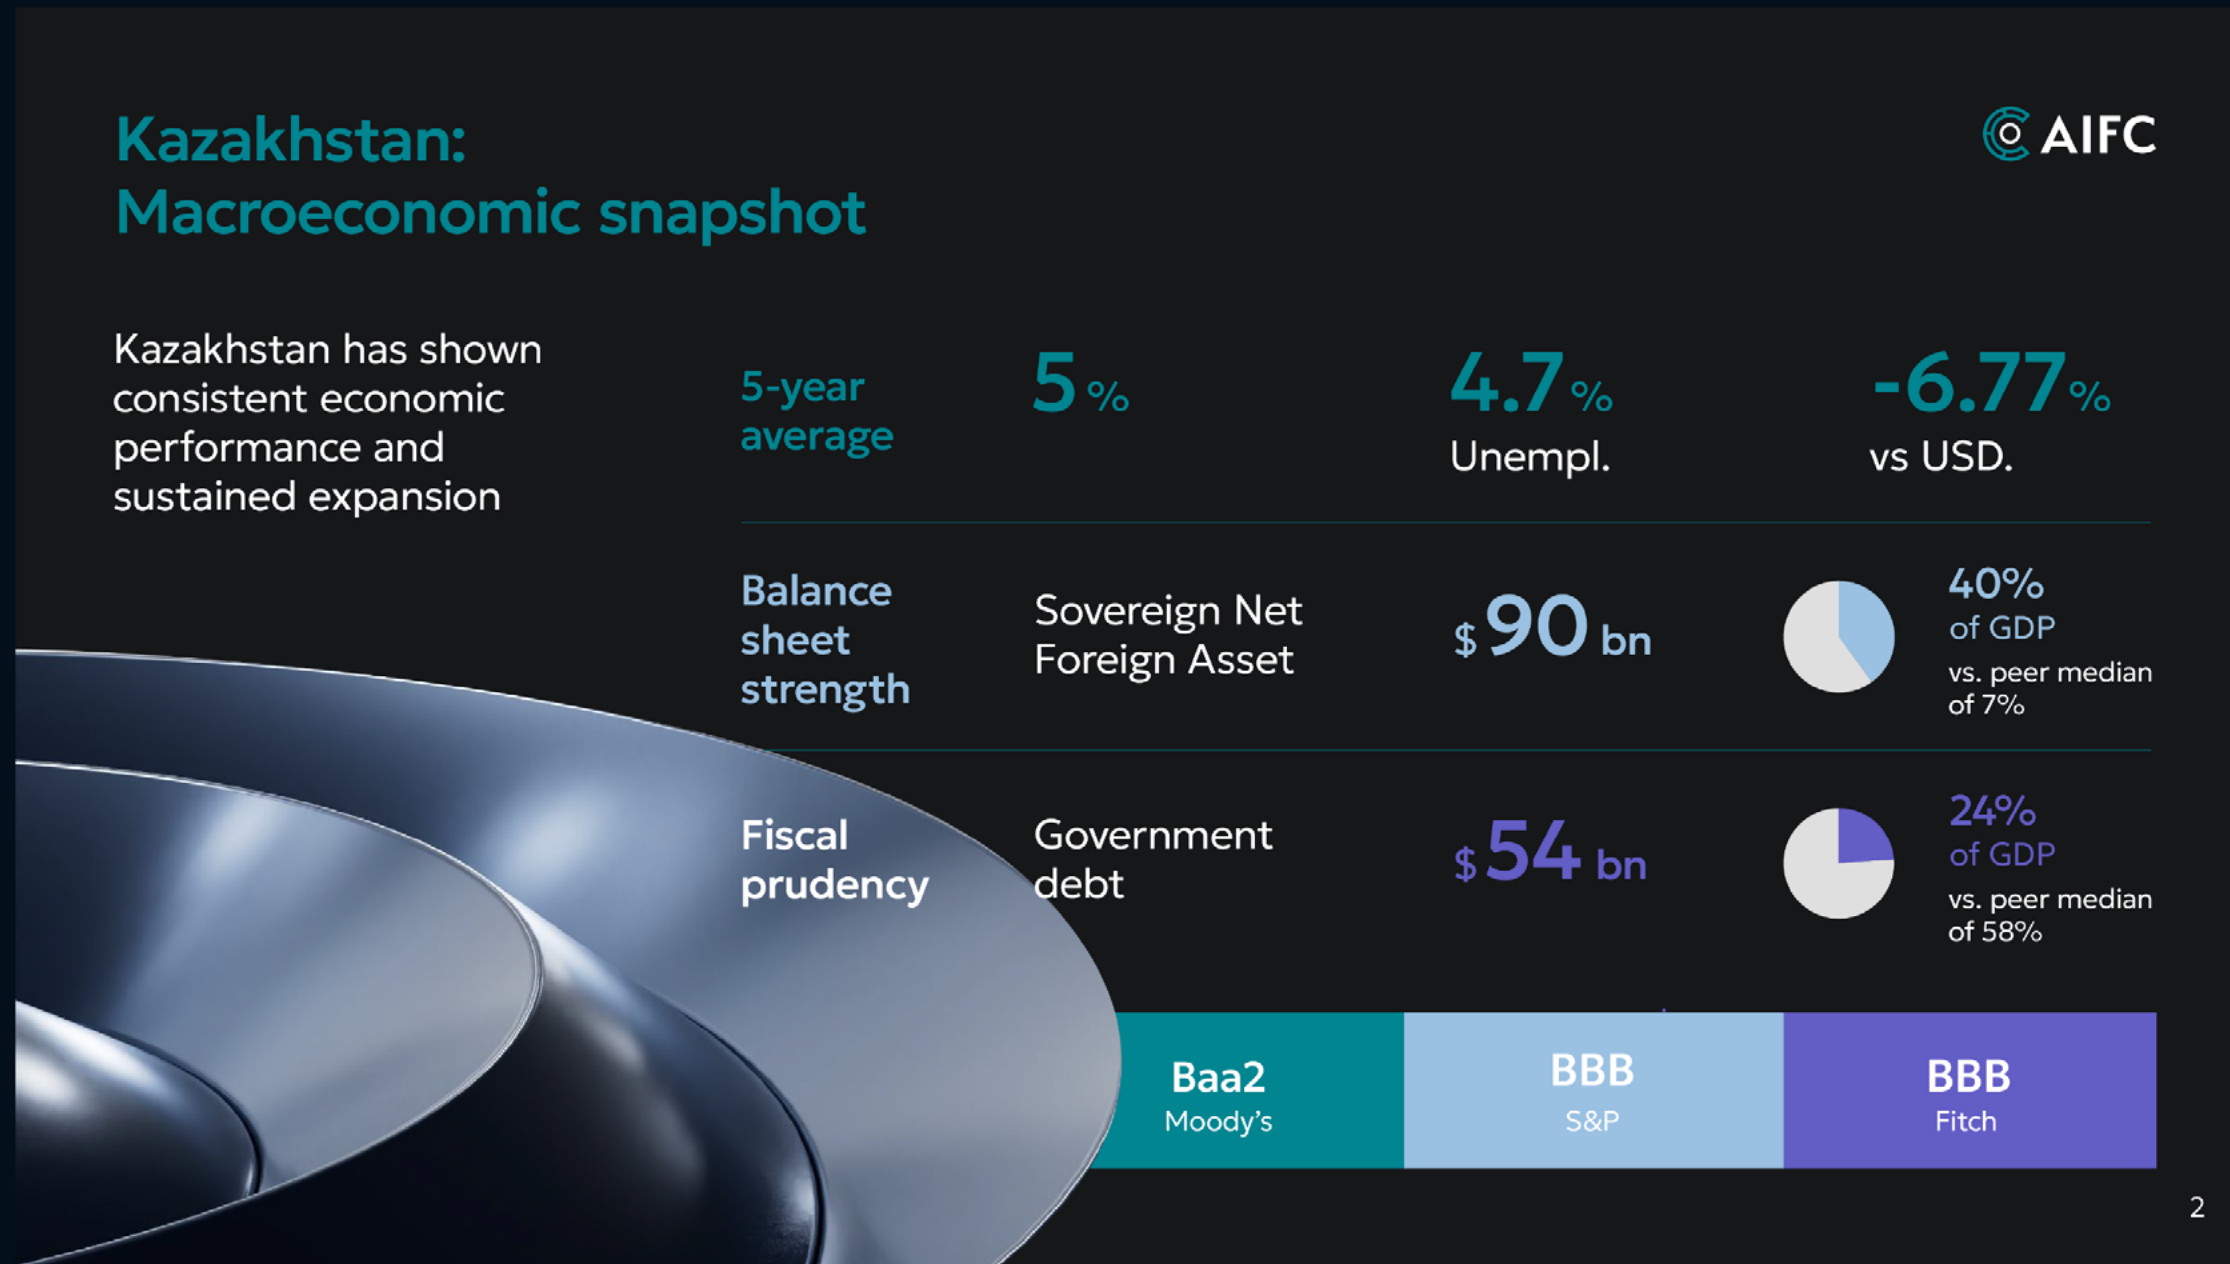 Kazakhstan:
Macroeconomic snapshot
AIFC
Kazakhstan has shown
consistent economic
performance and
sustained expansion
5-year
average
5 %
4.7 %
Unempl.
-6.77 %
vs USD.
Balance
sheet
strength
Sovereign Net
Foreign Asset
$ 90 bn
40%
of GDP
vs. peer median
of 7%
Fiscal
prudency
Government
debt
$ 54 bn
24%
of GDP
vs. peer median
of 58%
Baa2
Moody's
BBB
S&P
BBB
Fitch
2